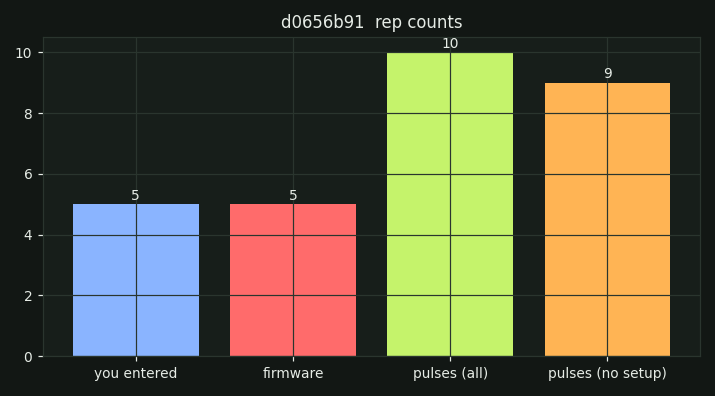 d0656b91  rep counts
10
8
6
4
2
0
5
5
10
9
you entered
firmware
pulses (all)
pulses (no setup)